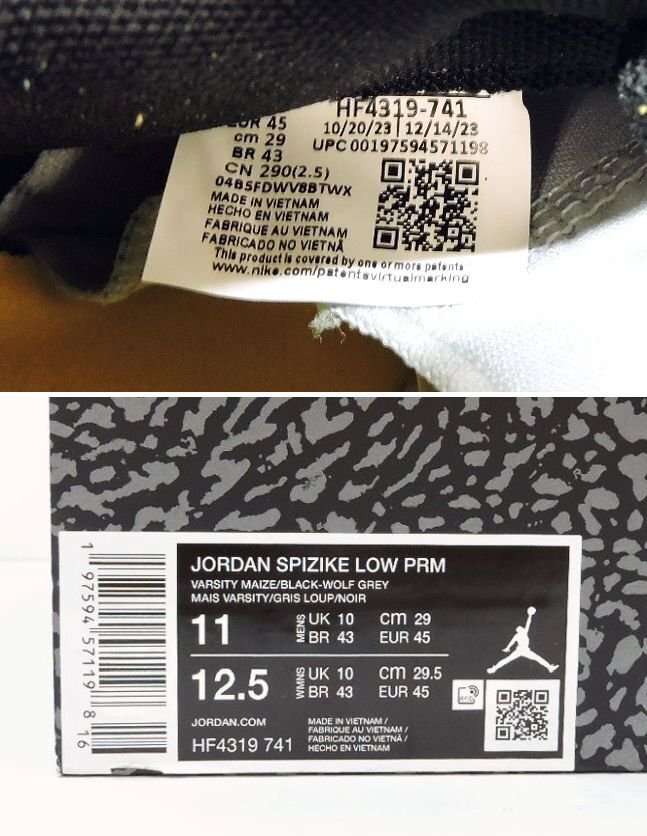 HF4319-741
EUR 45
10/20/23 | 12/14/23
cm 29
UPC 00197594571198
BR 43
CN 290(2.5)
04B5FDWV8BTWX
MADE IN VIETNAM
HECHO EN VIETNAM
FABRIQUE AU VIETNAM
FABRICADO NO VIETNÃ
This product is covered by one or more patents
www.nike.com/patentsvirtualmarking
1 97594 57119 8 16
JORDAN SPIZIKE LOW PRM
VARSITY MAIZE/BLACK-WOLF GREY
MAIS VARSITY/GRIS LOUP/NOIR
11 MENS UK 10 cm 29
BR 43 EUR 45
12.5 WMNS UK 10 cm 29.5
BR 43 EUR 45
JORDAN.COM
HF4319 741
MADE IN VIETNAM /
FABRIQUE AU VIETNAM /
FABRICADO NO VIETNÃ /
HECHO EN VIETNAM